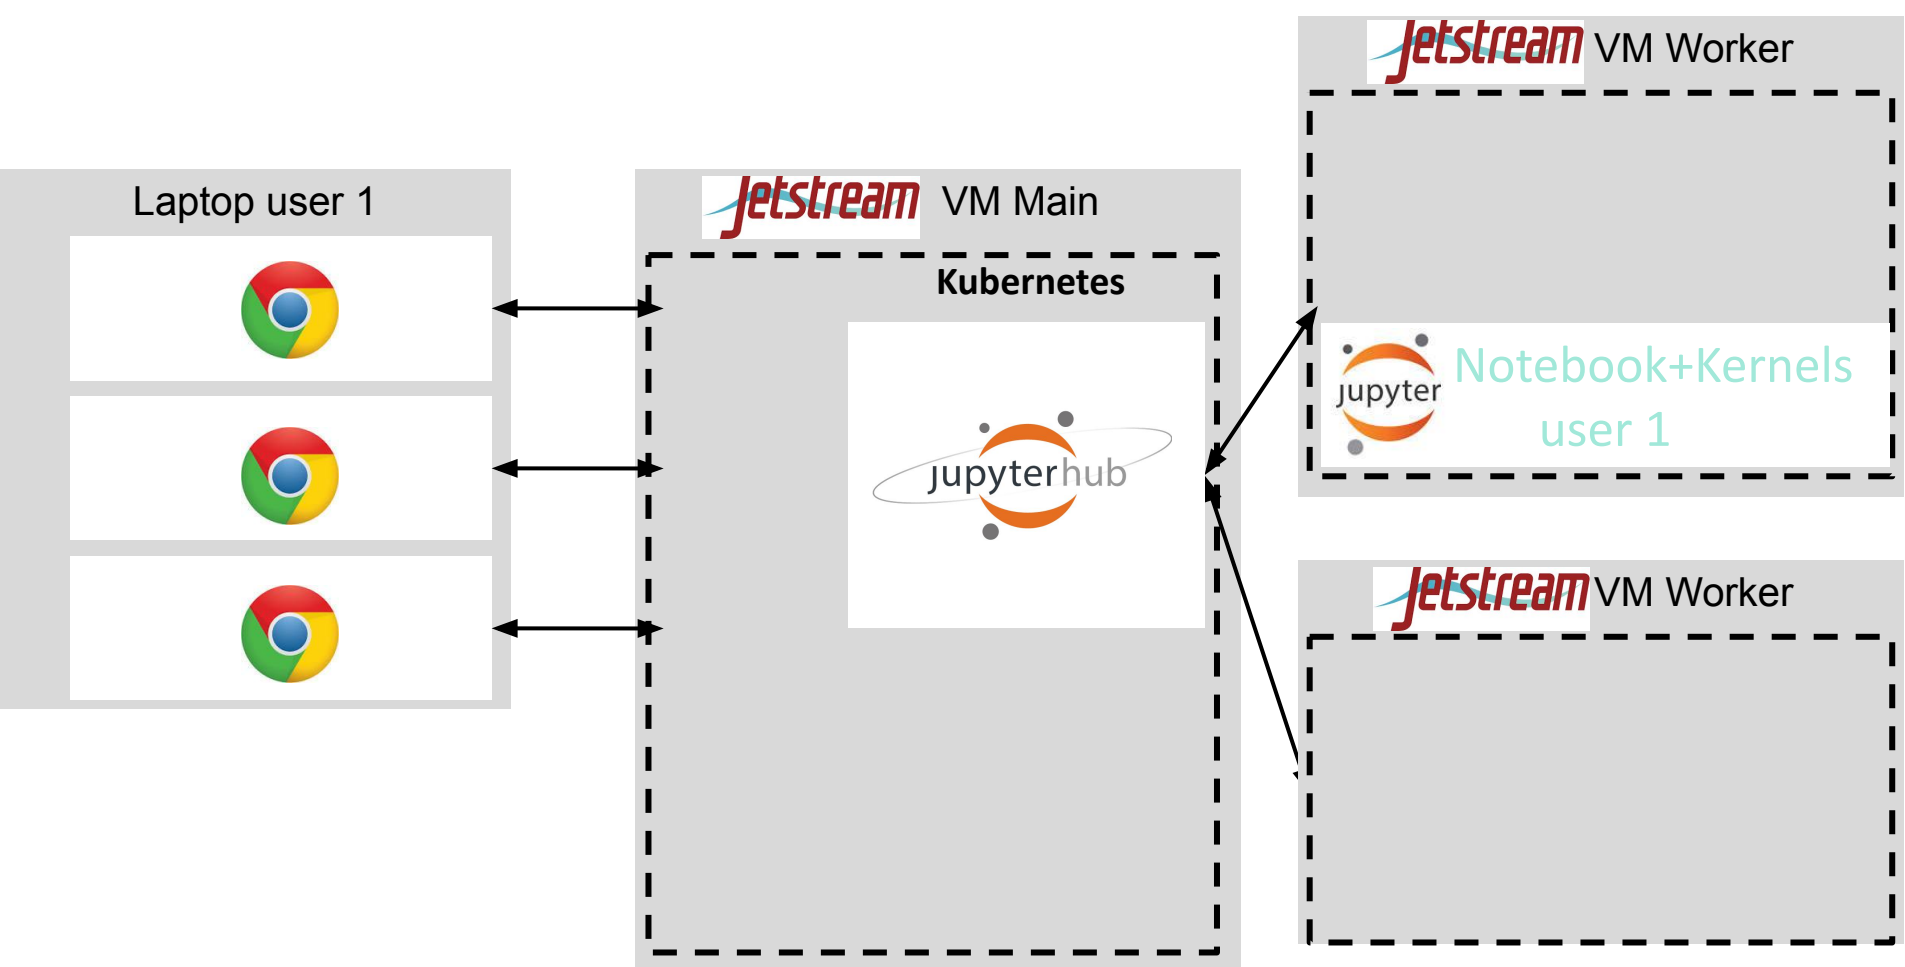 Laptop user 1
Jetstream VM Main
Kubernetes
jupyterhub
Jetstream VM Worker
jupyter Notebook+Kernels
user 1
Jetstream VM Worker